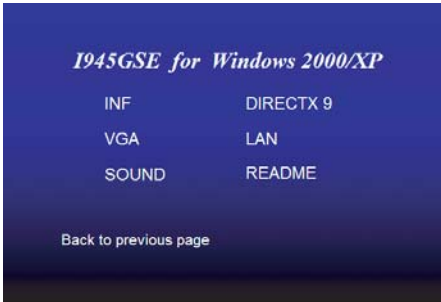 I945GSE for Windows 2000/XP
INF DIRECTX 9
VGA LAN
SOUND README
Back to previous page